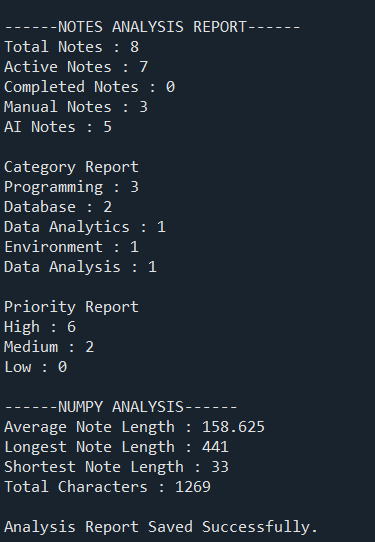 ------NOTES ANALYSIS REPORT------
Total Notes : 8
Active Notes : 7
Completed Notes : 0
Manual Notes : 3
AI Notes : 5
Category Report
Programming : 3
Database : 2
Data Analytics : 1
Environment : 1
Data Analysis : 1
Priority Report
High : 6
Medium : 2
Low : 0
------NUMPY ANALYSIS------
Average Note Length : 158.625
Longest Note Length : 441
Shortest Note Length : 33
Total Characters : 1269
Analysis Report Saved Successfully.